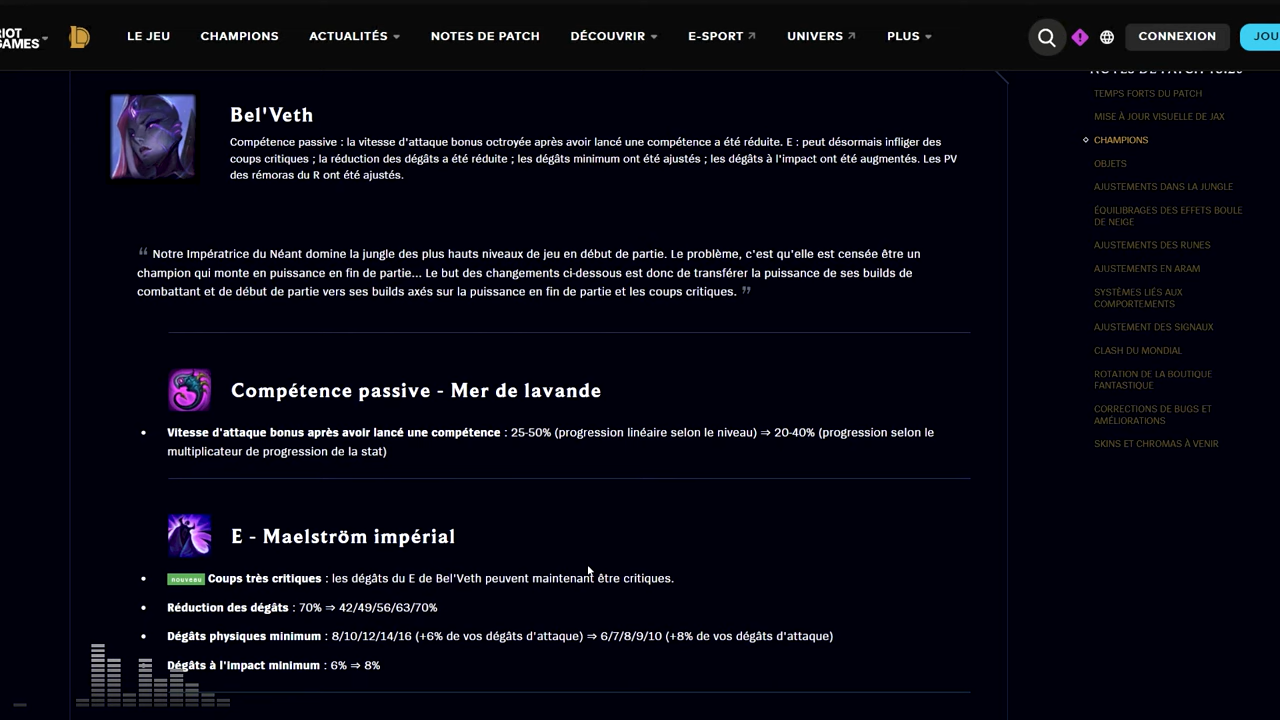 RIOT
GAMES
LE JEU
CHAMPIONS
ACTUALITÉS
NOTES DE PATCH
DÉCOUVRIR
E-SPORT
UNIVERS
PLUS
CONNEXION
JOU
Bel'Veth
Compétence passive : la vitesse d'attaque bonus octroyée après avoir lancé une compétence a été réduite. E : peut désormais infliger des
coups critiques ; la réduction des dégâts a été réduite ; les dégâts minimum ont été ajustés ; les dégâts à l'impact ont été augmentés. Les PV
des rémoras du R ont été ajustés.
“ Notre Impératrice du Néant domine la jungle des plus hauts niveaux de jeu en début de partie. Le problème, c'est qu'elle est censée être un
champion qui monte en puissance en fin de partie... Le but des changements ci-dessous est donc de transférer la puissance de ses builds de
combattant et de début de partie vers ses builds axés sur la puissance en fin de partie et les coups critiques. ”
Compétence passive - Mer de lavande
• Vitesse d'attaque bonus après avoir lancé une compétence : 25-50% (progression linéaire selon le niveau) ⇒ 20-40% (progression selon le
multiplicateur de progression de la stat)
E - Maelström impérial
• NOUVEAU Coups très critiques : les dégâts du E de Bel'Veth peuvent maintenant être critiques.
• Réduction des dégâts : 70% ⇒ 42/49/56/63/70%
• Dégâts physiques minimum : 8/10/12/14/16 (+6% de vos dégâts d'attaque) ⇒ 6/7/8/9/10 (+8% de vos dégâts d'attaque)
• Dégâts à l'impact minimum : 6% ⇒ 8%
TEMPS FORTS DU PATCH
MISE À JOUR VISUELLE DE JAX
CHAMPIONS
OBJETS
AJUSTEMENTS DANS LA JUNGLE
ÉQUILIBRAGES DES EFFETS BOULE
DE NEIGE
AJUSTEMENTS DES RUNES
AJUSTEMENTS EN ARAM
SYSTÈMES LIÉS AUX
COMPORTEMENTS
AJUSTEMENT DES SIGNAUX
CLASH DU MONDIAL
ROTATION DE LA BOUTIQUE
FANTASTIQUE
CORRECTIONS DE BUGS ET
AMÉLIORATIONS
SKINS ET CHROMAS À VENIR